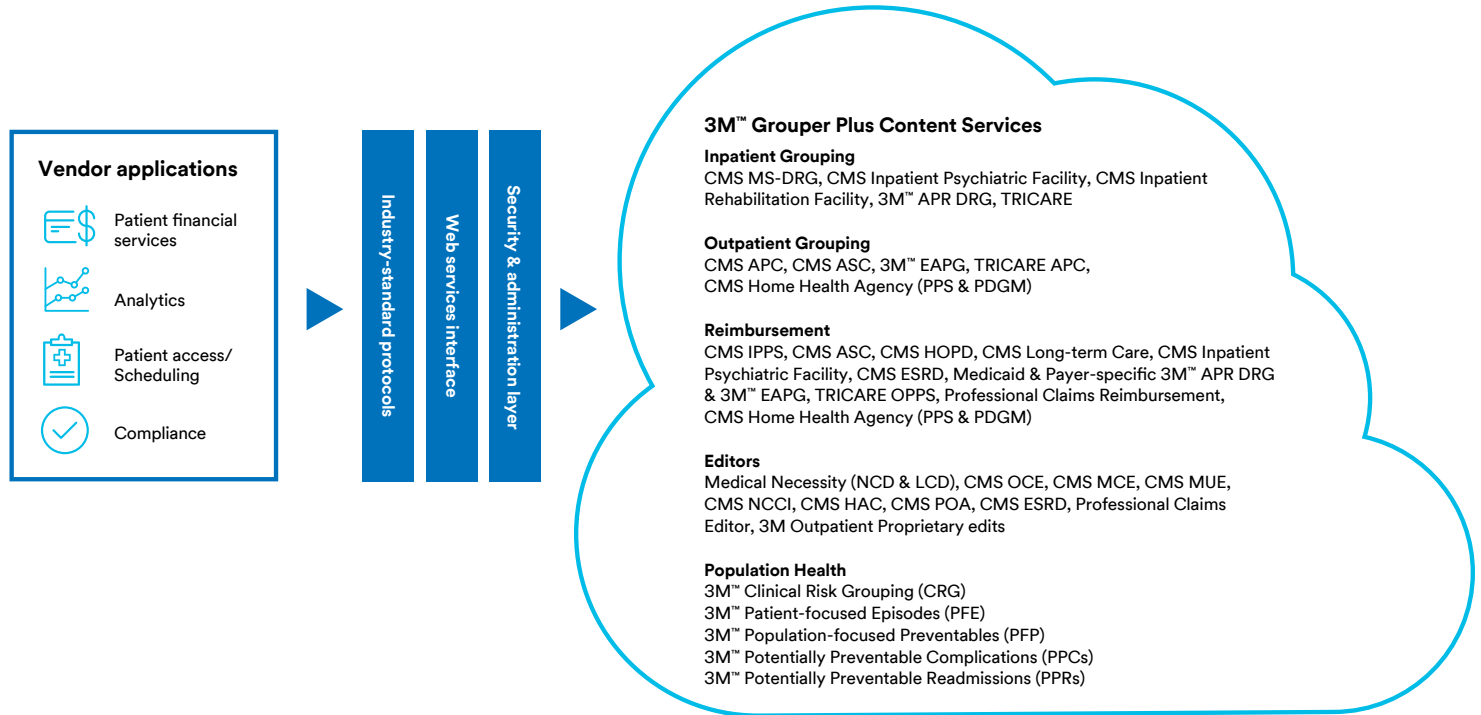 Vendor applications
Patient financial
services
Analytics
Patient access/
Scheduling
Compliance
Industry-standard protocols
Web services interface
Security & administration layer
3M™ Grouper Plus Content Services
Inpatient Grouping
CMS MS-DRG, CMS Inpatient Psychiatric Facility, CMS Inpatient
Rehabilitation Facility, 3M™ APR DRG, TRICARE
Outpatient Grouping
CMS APC, CMS ASC, 3M™ EAPG, TRICARE APC,
CMS Home Health Agency (PPS & PDGM)
Reimbursement
CMS IPPS, CMS ASC, CMS HOPD, CMS Long-term Care, CMS Inpatient
Psychiatric Facility, CMS ESRD, Medicaid & Payer-specific 3M™ APR DRG
& 3M™ EAPG, TRICARE OPPS, Professional Claims Reimbursement,
CMS Home Health Agency (PPS & PDGM)
Editors
Medical Necessity (NCD & LCD), CMS OCE, CMS MCE, CMS MUE,
CMS NCCI, CMS HAC, CMS POA, CMS ESRD, Professional Claims
Editor, 3M Outpatient Proprietary edits
Population Health
3M™ Clinical Risk Grouping (CRG)
3M™ Patient-focused Episodes (PFE)
3M™ Population-focused Preventables (PFP)
3M™ Potentially Preventable Complications (PPCs)
3M™ Potentially Preventable Readmissions (PPRs)